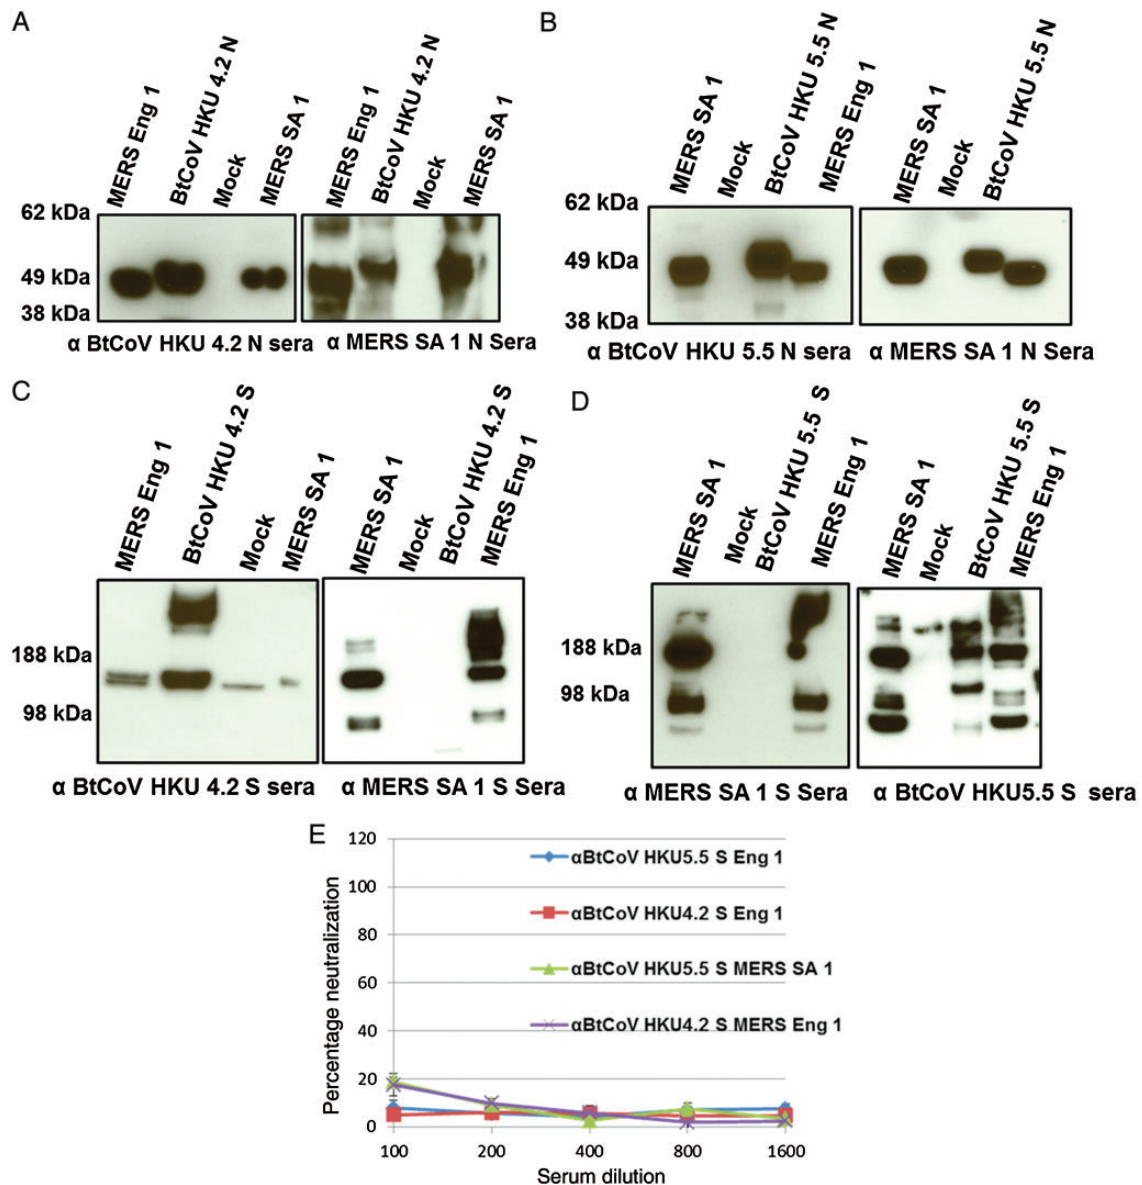 A
MERS Eng 1
BtCoV HKU 4.2 N
Mock
MERS SA 1
MERS Eng 1
BtCoV HKU 4.2 N
Mock
MERS SA 1
62 kDa
49 kDa
38 kDa
α BtCoV HKU 4.2 N sera
α MERS SA 1 N Sera
B
MERS SA 1
Mock
BtCoV HKU 5.5 N
MERS Eng 1
MERS SA 1
Mock
BtCoV HKU 5.5 N
62 kDa
49 kDa
38 kDa
α BtCoV HKU 5.5 N sera
α MERS SA 1 N Sera
C
MERS Eng 1
BtCoV HKU 4.2 S
Mock
MERS SA 1
MERS SA 1
Mock
BtCoV HKU 4.2 S
MERS Eng 1
188 kDa
98 kDa
α BtCoV HKU 4.2 S sera
α MERS SA 1 S Sera
D
MERS SA 1
Mock
BtCoV HKU 5.5 S
MERS Eng 1
MERS SA 1
Mock
BtCoV HKU 5.5 S
MERS Eng 1
188 kDa
98 kDa
α MERS SA 1 S Sera
α BtCoV HKU5.5 S sera
E
Percentage neutralization
120
100
80
60
40
20
0
αBtCoV HKU5.5 S Eng 1
αBtCoV HKU4.2 S Eng 1
αBtCoV HKU5.5 S MERS SA 1
αBtCoV HKU4.2 S MERS Eng 1
100 200 400 800 1600
Serum dilution